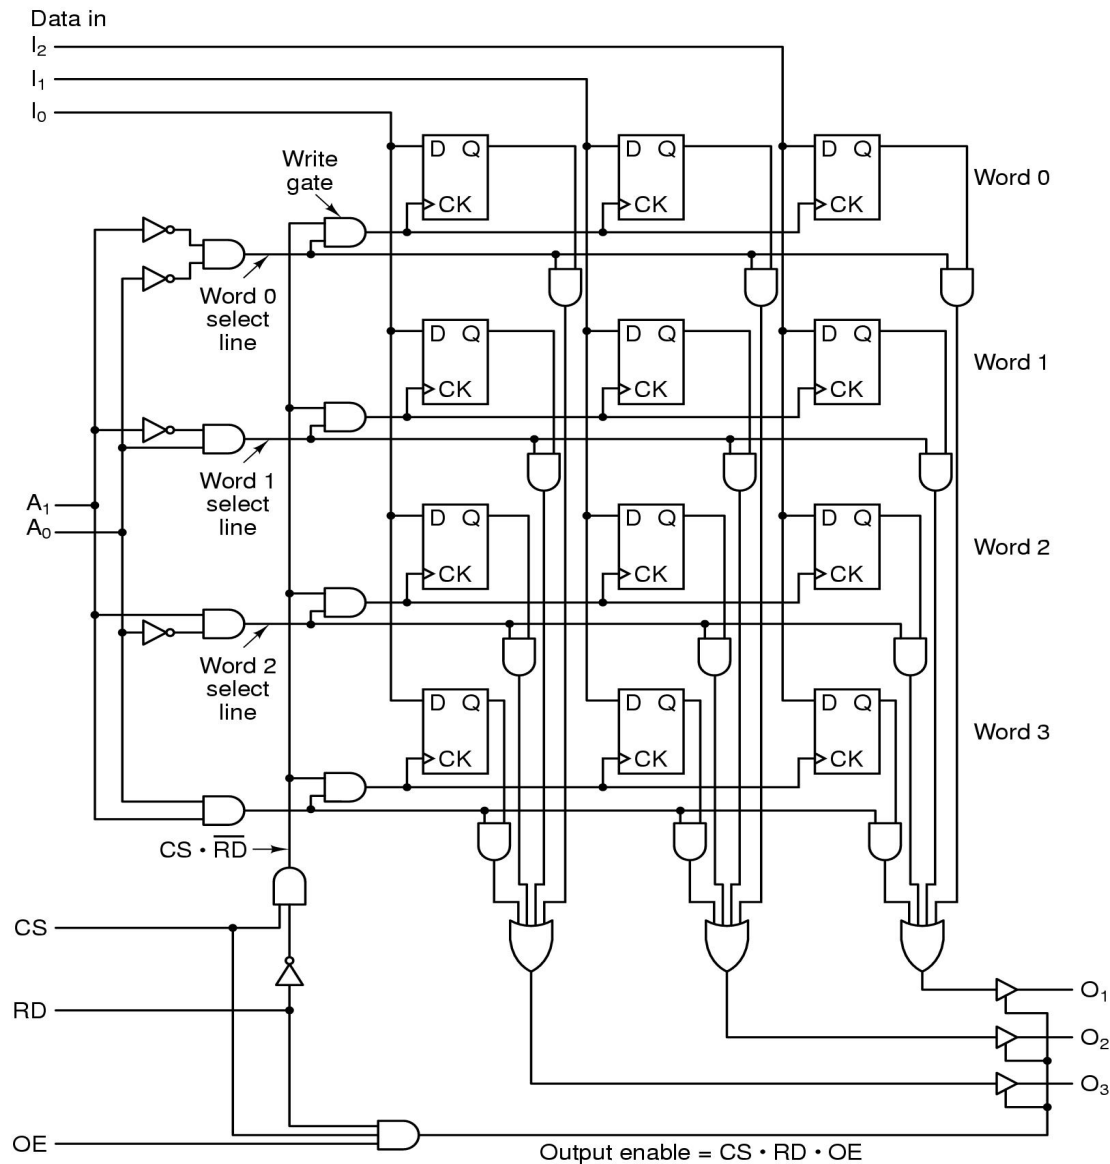 Data in
I₂
I₁
I₀
Write
gate
D Q
CK
D Q
CK
D Q
CK
Word 0
Word 0
select
line
D Q
CK
D Q
CK
D Q
CK
Word 1
Word 1
select
line
A₁
A₀
D Q
CK
D Q
CK
D Q
CK
Word 2
Word 2
select
line
D Q
CK
D Q
CK
D Q
CK
Word 3
CS • R̅D̅
CS
RD
OE
O₁
O₂
O₃
Output enable = CS • RD • OE